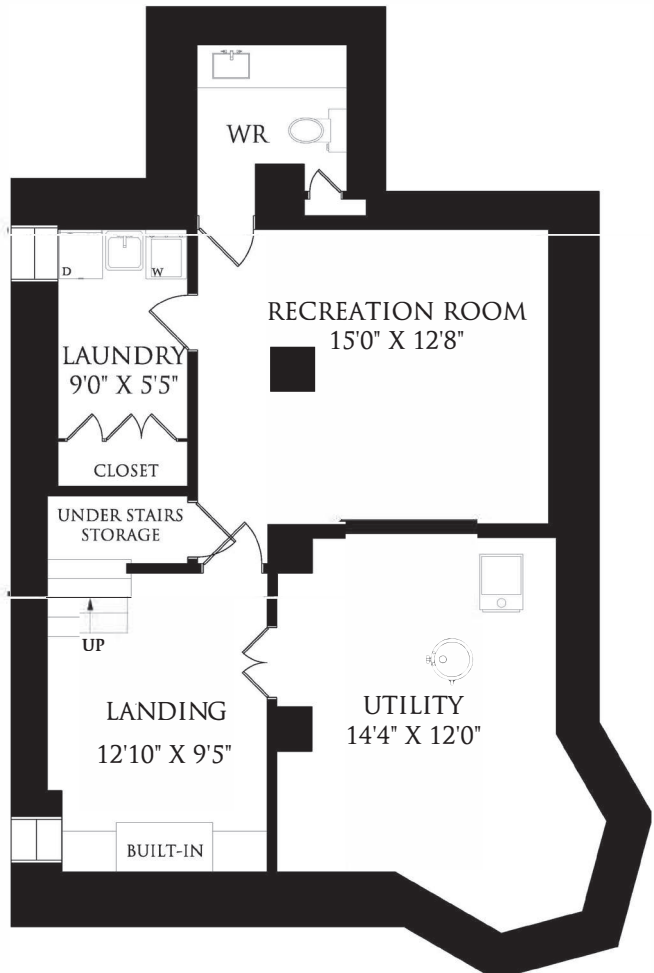 WR
D
W
RECREATION ROOM
15'0" X 12'8"
LAUNDRY
9'0" X 5'5"
CLOSET
UNDER STAIRS
STORAGE
UP
LANDING
12'10" X 9'5"
UTILITY
14'4" X 12'0"
BUILT-IN